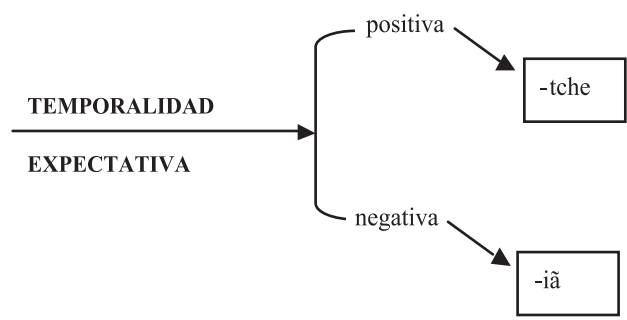 positiva
-tche
TEMPORALIDAD
EXPECTATIVA
negativa
-iã